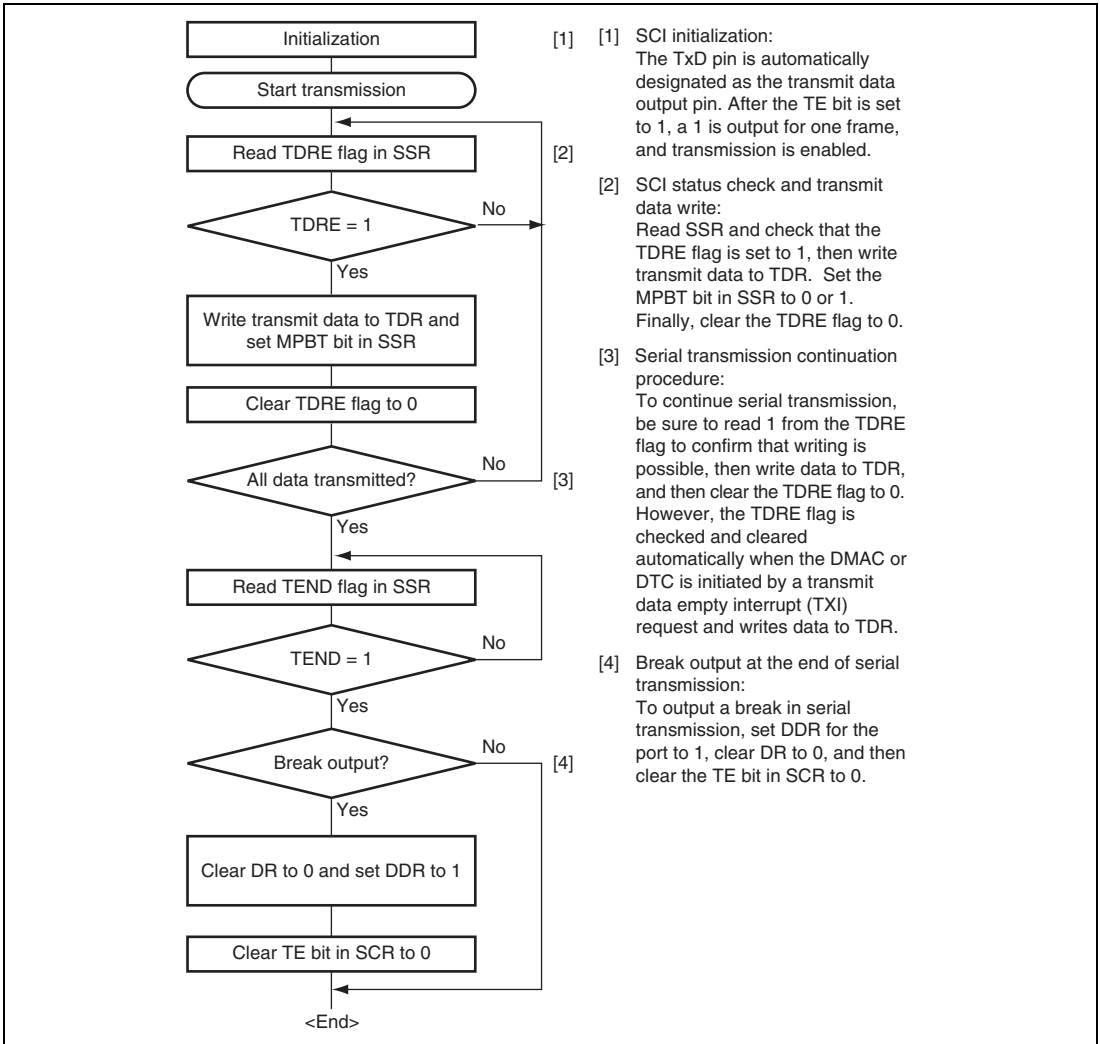 Initialization
[1]
Start transmission
Read TDRE flag in SSR
[2]
TDRE = 1
No
Yes
Write transmit data to TDR and
set MPBT bit in SSR
Clear TDRE flag to 0
All data transmitted?
No
[3]
Yes
Read TEND flag in SSR
TEND = 1
No
Yes
Break output?
No
[4]
Yes
Clear DR to 0 and set DDR to 1
Clear TE bit in SCR to 0
<End>
[1] SCI initialization:
The TxD pin is automatically
designated as the transmit data
output pin. After the TE bit is set
to 1, a 1 is output for one frame,
and transmission is enabled.
[2] SCI status check and transmit
data write:
Read SSR and check that the
TDRE flag is set to 1, then write
transmit data to TDR. Set the
MPBT bit in SSR to 0 or 1.
Finally, clear the TDRE flag to 0.
[3] Serial transmission continuation
procedure:
To continue serial transmission,
be sure to read 1 from the TDRE
flag to confirm that writing is
possible, then write data to TDR,
and then clear the TDRE flag to 0.
However, the TDRE flag is
checked and cleared
automatically when the DMAC or
DTC is initiated by a transmit
data empty interrupt (TXI)
request and writes data to TDR.
[4] Break output at the end of serial
transmission:
To output a break in serial
transmission, set DDR for the
port to 1, clear DR to 0, and then
clear the TE bit in SCR to 0.